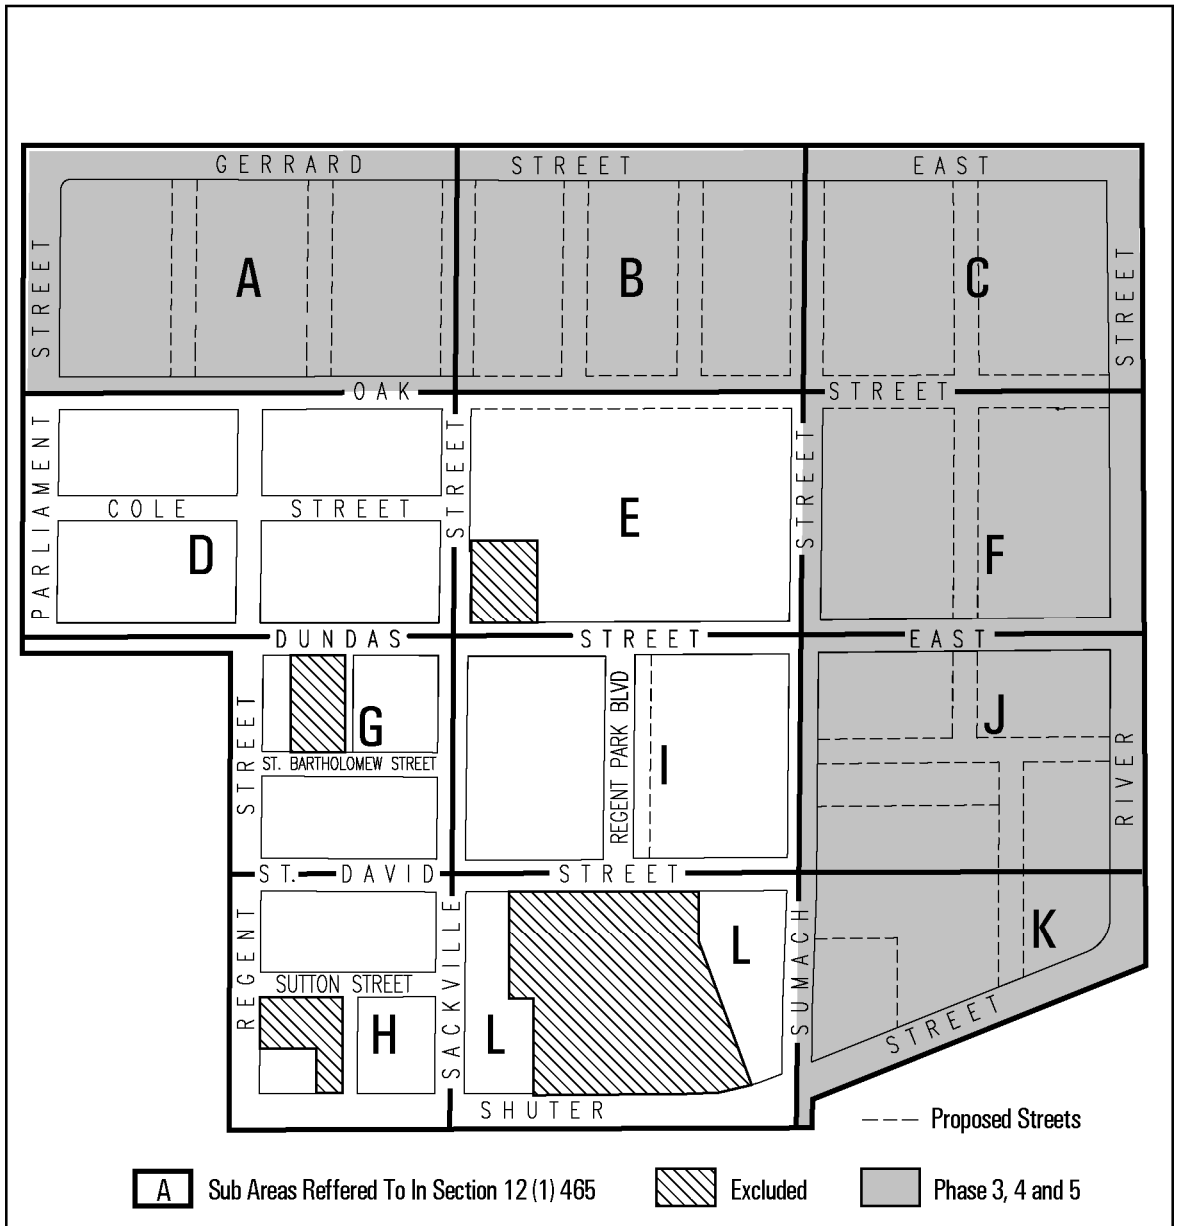 GERRARD STREET EAST
STREET
A
B
C
STREET
OAK STREET
PARLIAMENT
COLE STREET
STREET
STREET
D
E
F
DUNDAS STREET EAST
STREET
G
ST. BARTHOLOMEW STREET
REGENT PARK BLVD
I
J
RIVER
ST. DAVID STREET
REGENT
SUTTON STREET
H
SACKVILLE
L
L
SUMACH
K
STREET
SHUTER
Proposed Streets
A Sub Areas Reffered To In Section 12 (1) 465
Excluded
Phase 3, 4 and 5